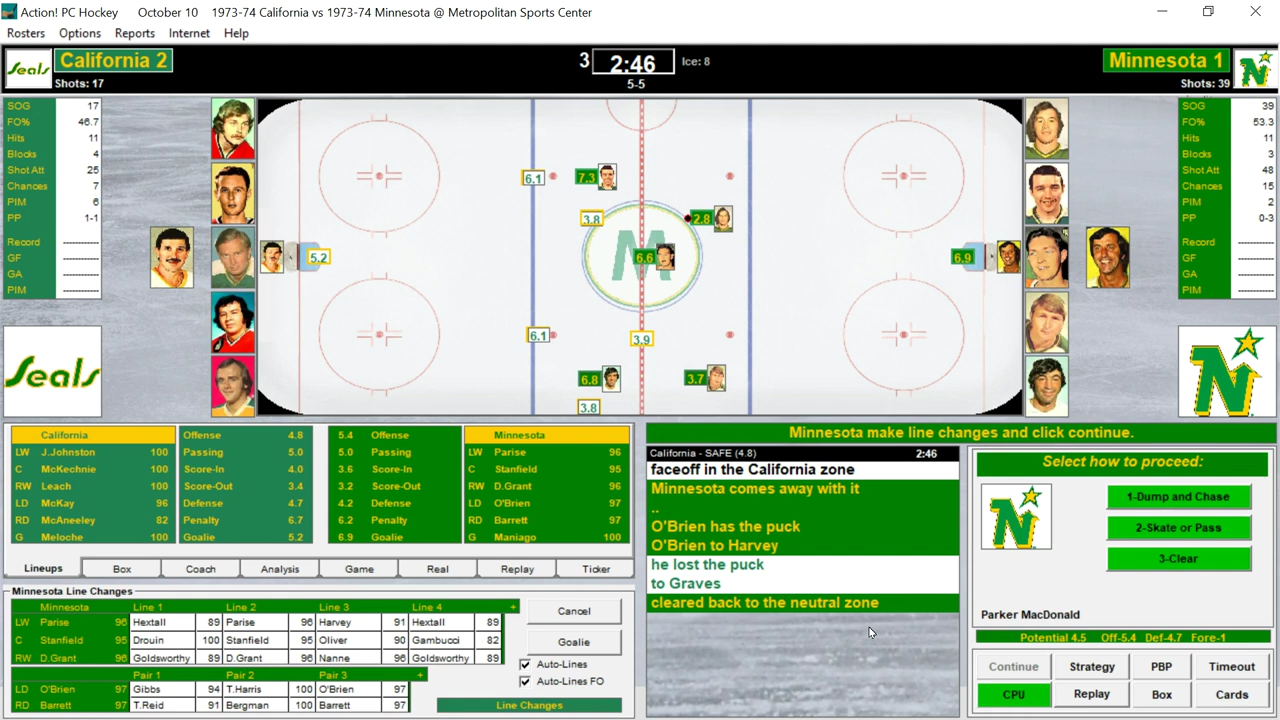 Action! PC Hockey October 10 1973-74 California vs 1973-74 Minnesota @ Metropolitan Sports Center
Rosters Options Reports Internet Help
Seals California 2 3 2:46 Ice: 8 Minnesota 1 N
Shots: 17 5-5 Shots: 39
SOG 17
FO% 46.7
Hits 11
Blocks 4
Shot Att 25
Chances 7
PIM 6
PP 1-1
Record ----------
GF ----------
GA ----------
PIM ----------
Seals
6.1 7.3
3.8 2.8
M
5.2 6.6 6.9
6.1 3.9
6.8 3.7
3.8
SOG 39
FO% 53.3
Hits 11
Blocks 3
Shot Att 48
Chances 15
PIM 2
PP 0-3
Record ----------
GF ----------
GA ----------
PIM ----------
N
California Offense 4.8 5.4 Offense Minnesota
LW J.Johnston 100 Passing 5.0 5.0 Passing LW Parise 96
C McKechnie 100 Score-In 4.0 3.6 Score-In C Stanfield 95
RW Leach 100 Score-Out 3.4 3.2 Score-Out RW D.Grant 96
LD McKay 96 Defense 4.7 4.2 Defense LD O'Brien 97
RD McAneeley 82 Penalty 6.7 6.2 Penalty RD Barrett 97
G Meloche 100 Goalie 5.2 6.9 Goalie G Maniago 100
Lineups Box Coach Analysis Game Real Replay Ticker
Minnesota Line Changes
Minnesota Line 1 Line 2 Line 3 Line 4 +
LW Parise 96 Hextall 89 Parise 96 Harvey 91 Hextall 89
C Stanfield 95 Drouin 100 Stanfield 95 Oliver 90 Gambucci 82
RW D.Grant 96 Goldsworthy 89 D.Grant 96 Nanne 96 Goldsworthy 89
Pair 1 Pair 2 Pair 3 +
LD O'Brien 97 Gibbs 94 T.Harris 100 O'Brien 97
RD Barrett 97 T.Reid 91 Bergman 100 Barrett 97
Cancel
Goalie
Auto-Lines
Auto-Lines FO
Line Changes
Minnesota make line changes and click continue.
California - SAFE (4.8) 2:46
faceoff in the California zone
Minnesota comes away with it
..
O'Brien has the puck
O'Brien to Harvey
he lost the puck
to Graves
cleared back to the neutral zone
Select how to proceed:
N
1-Dump and Chase
2-Skate or Pass
3-Clear
Parker MacDonald
Potential 4.5 Off-5.4 Def-4.7 Fore-1
Continue Strategy PBP Timeout
CPU Replay Box Cards